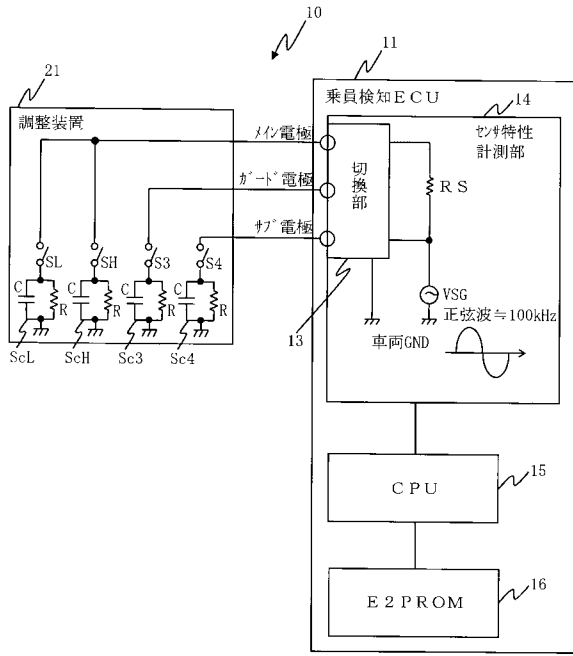 10
11
21
乗員検知ECU
14
調整装置
センサ特性
計測部
メイン電極
切換部
ガード電極
RS
サブ電極
SL
SH
S3
S4
C
R
C
R
C
R
C
R
VSG
正弦波≒100kHz
13
車両GND
ScL
ScH
Sc3
Sc4
CPU
15
E2PROM
16